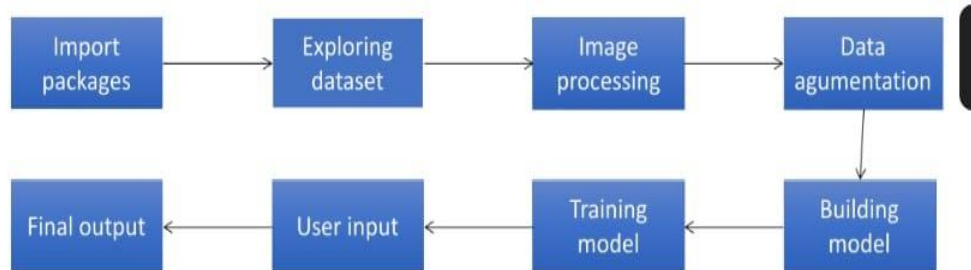 Import
packages
Exploring
dataset
Image
processing
Data
agumentation
Building
model
Training
model
User input
Final output